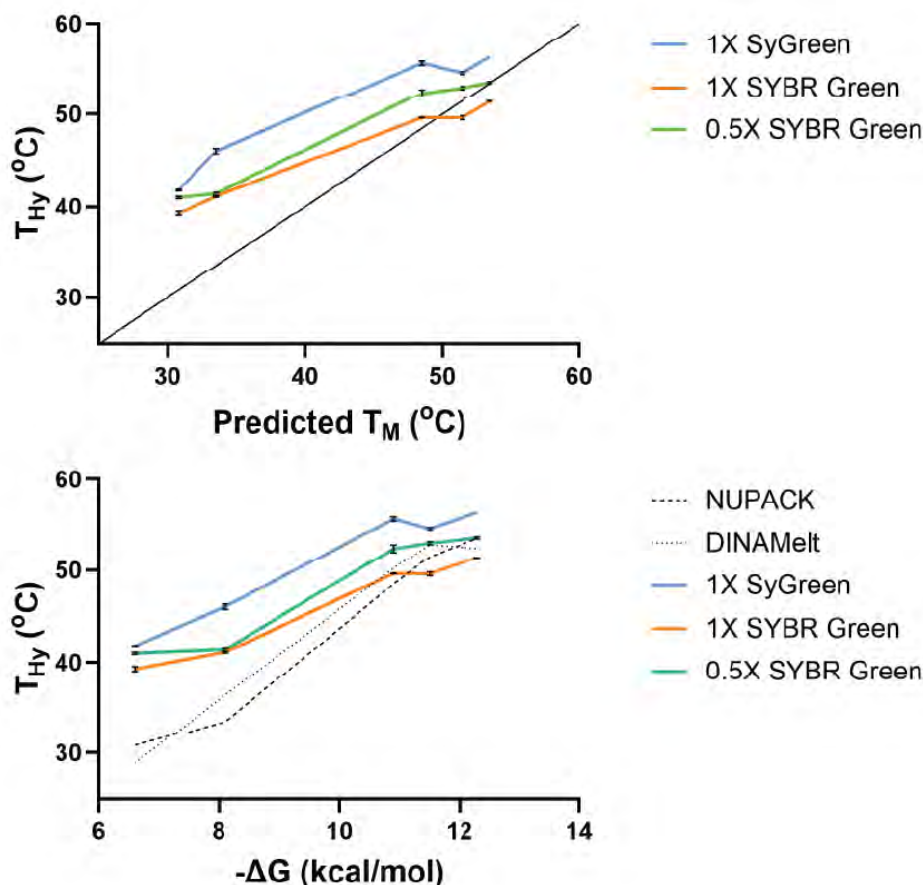 60
50
40
30
T_Hy (°C)
30 40 50 60
Predicted T_M (°C)
1X SyGreen
1X SYBR Green
0.5X SYBR Green
60
50
40
30
T_Hy (°C)
6 8 10 12 14
-ΔG (kcal/mol)
NUPACK
DINAMelt
1X SyGreen
1X SYBR Green
0.5X SYBR Green